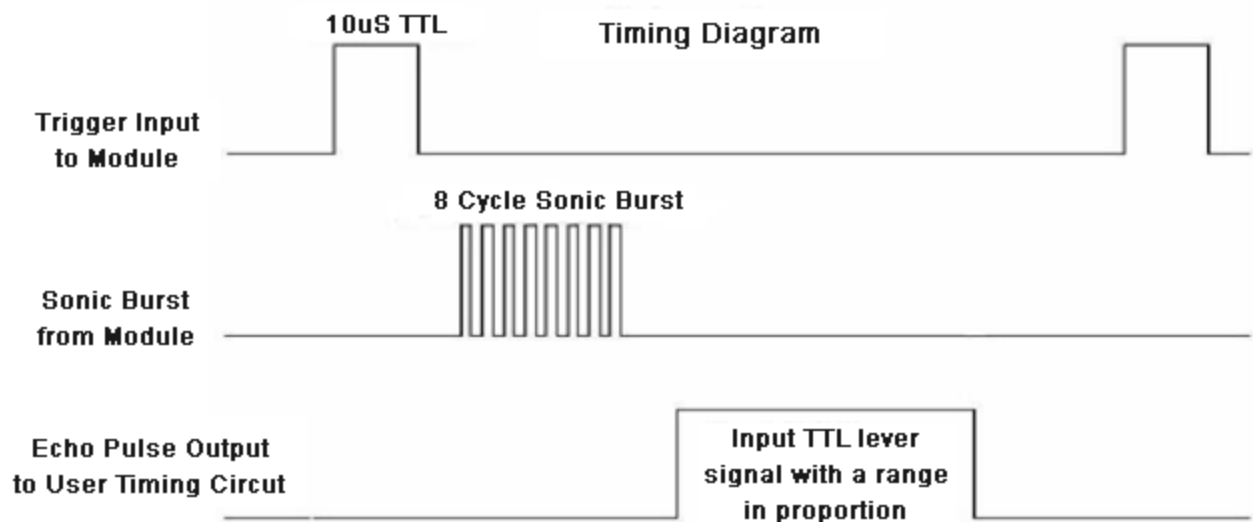 10uS TTL
Timing Diagram
Trigger Input
to Module
8 Cycle Sonic Burst
Sonic Burst
from Module
Echo Pulse Output
to User Timing Circut
Input TTL lever
signal with a range
in proportion